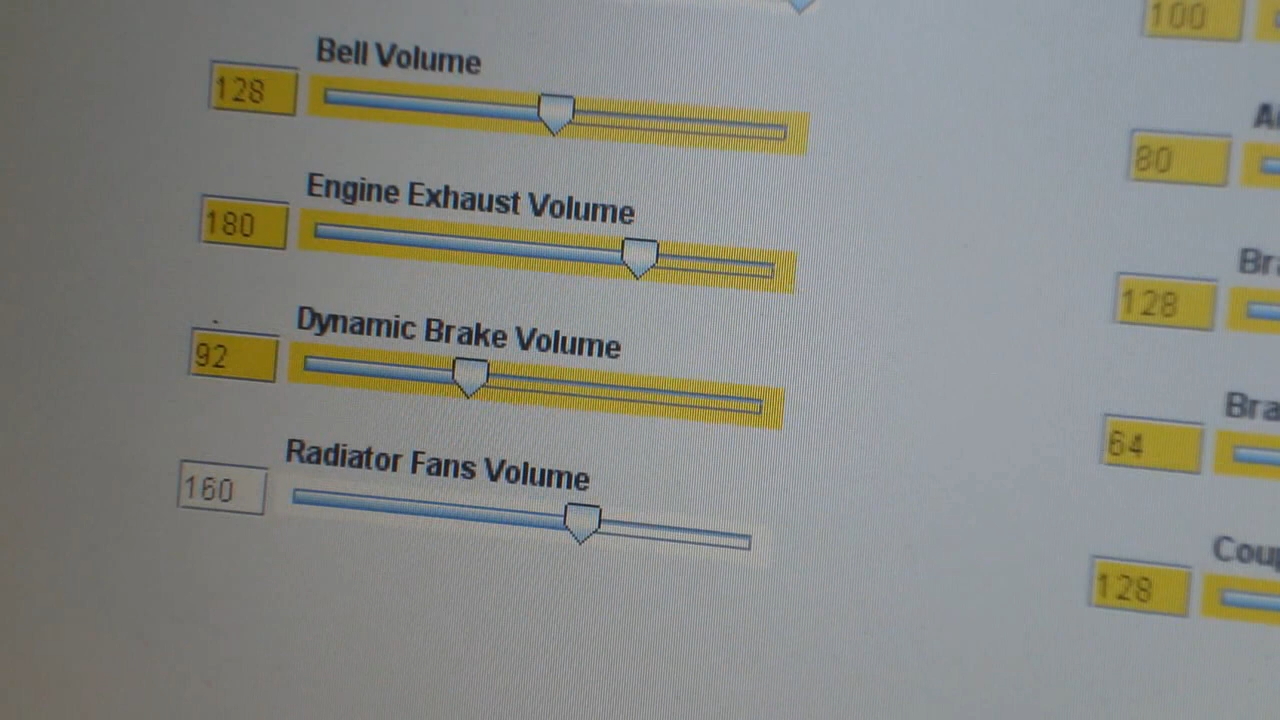 Bell Volume
128
Engine Exhaust Volume
180
Dynamic Brake Volume
92
Radiator Fans Volume
160
100
80
128
64
128